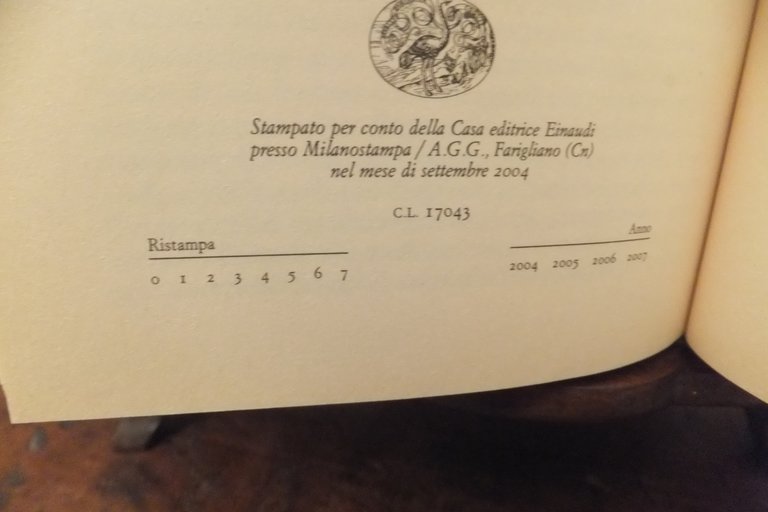 Stampato per conto della Casa editrice Einaudi
presso Milanostampa / A.G.G., Farigliano (Cn)
nel mese di settembre 2004
C.L. 17043
Ristampa
0 1 2 3 4 5 6 7
Anno
2004 2005 2006 2007